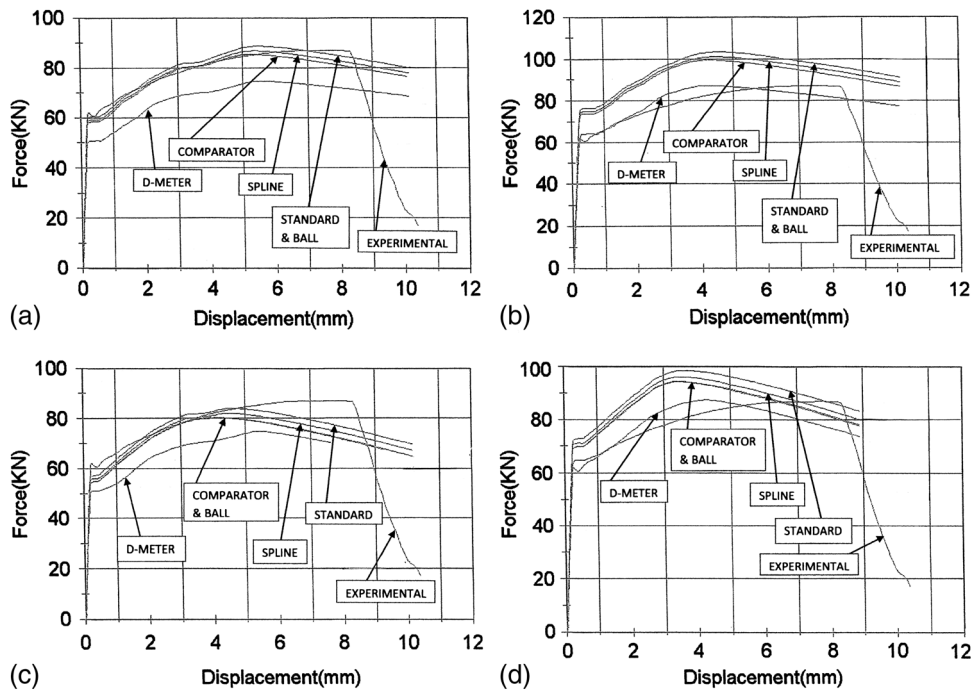 100
80
60
40
20
0
Force(KN)
D-METER
COMPARATOR
SPLINE
STANDARD
& BALL
EXPERIMENTAL
0 2 4 6 8 10 12
Displacement(mm)
(a)
120
100
80
60
40
20
0
Force(KN)
D-METER
COMPARATOR
SPLINE
STANDARD
& BALL
EXPERIMENTAL
0 2 4 6 8 10 12
Displacement(mm)
(b)
100
80
60
40
20
0
Force(KN)
D-METER
COMPARATOR
& BALL
SPLINE
STANDARD
EXPERIMENTAL
0 2 4 6 8 10 12
Displacement(mm)
(c)
100
80
60
40
20
0
Force(KN)
D-METER
COMPARATOR
& BALL
SPLINE
STANDARD
EXPERIMENTAL
0 2 4 6 8 10 12
Displacement(mm)
(d)